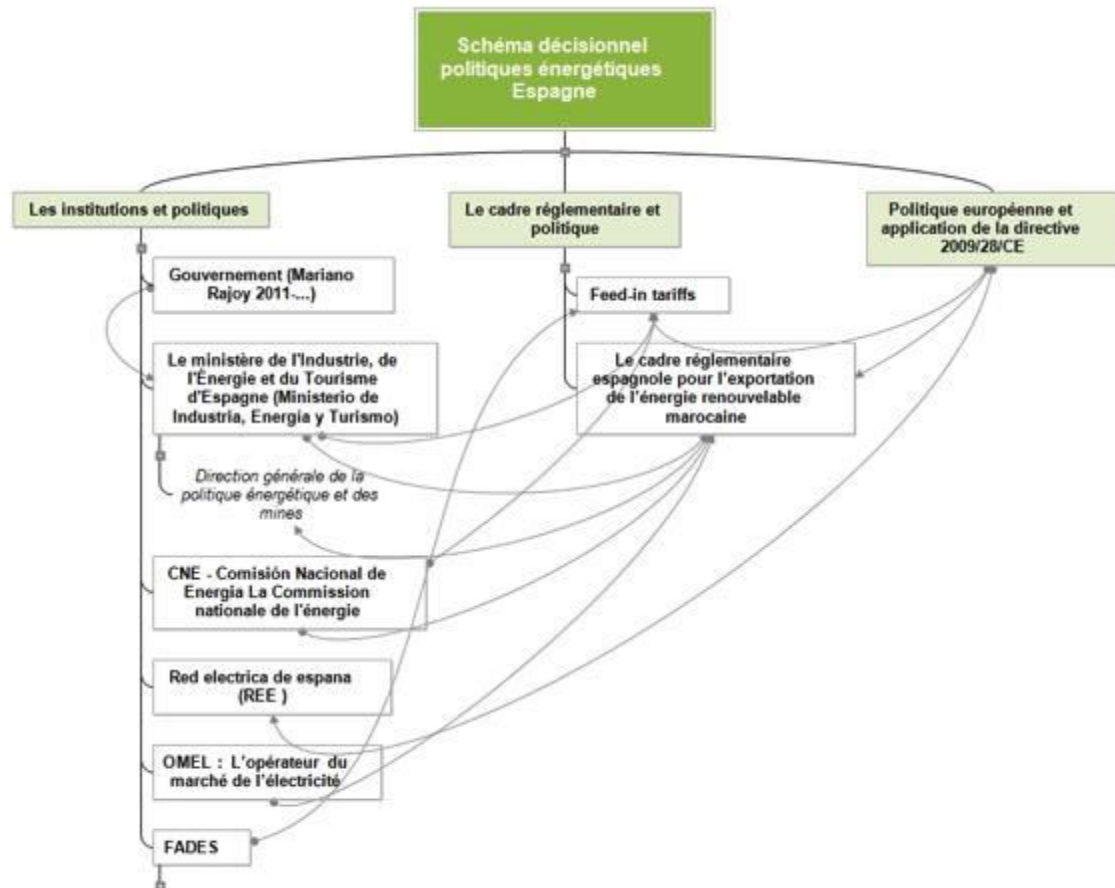 Schéma décisionnel
politiques énergétiques
Espagne
Les institutions et politiques
Gouvernement (Mariano
Rajoy 2011-...)
Le ministère de l'Industrie, de
l'Énergie et du Tourisme
d'Espagne (Ministerio de
Industria, Energia y Turismo)
Direction générale de la
politique énergétique et des
mines
CNE - Comisión Nacional de
Energia La Commission
nationale de l'énergie
Red electrica de espana
(REE )
OMEL : L'opérateur du
marché de l'électricité
FADES
Le cadre réglementaire et
politique
Feed-in tariffs
Le cadre réglementaire
espagnole pour l'exportation
de l'énergie renouvelable
marocaine
Politique européenne et
application de la directive
2009/28/CE